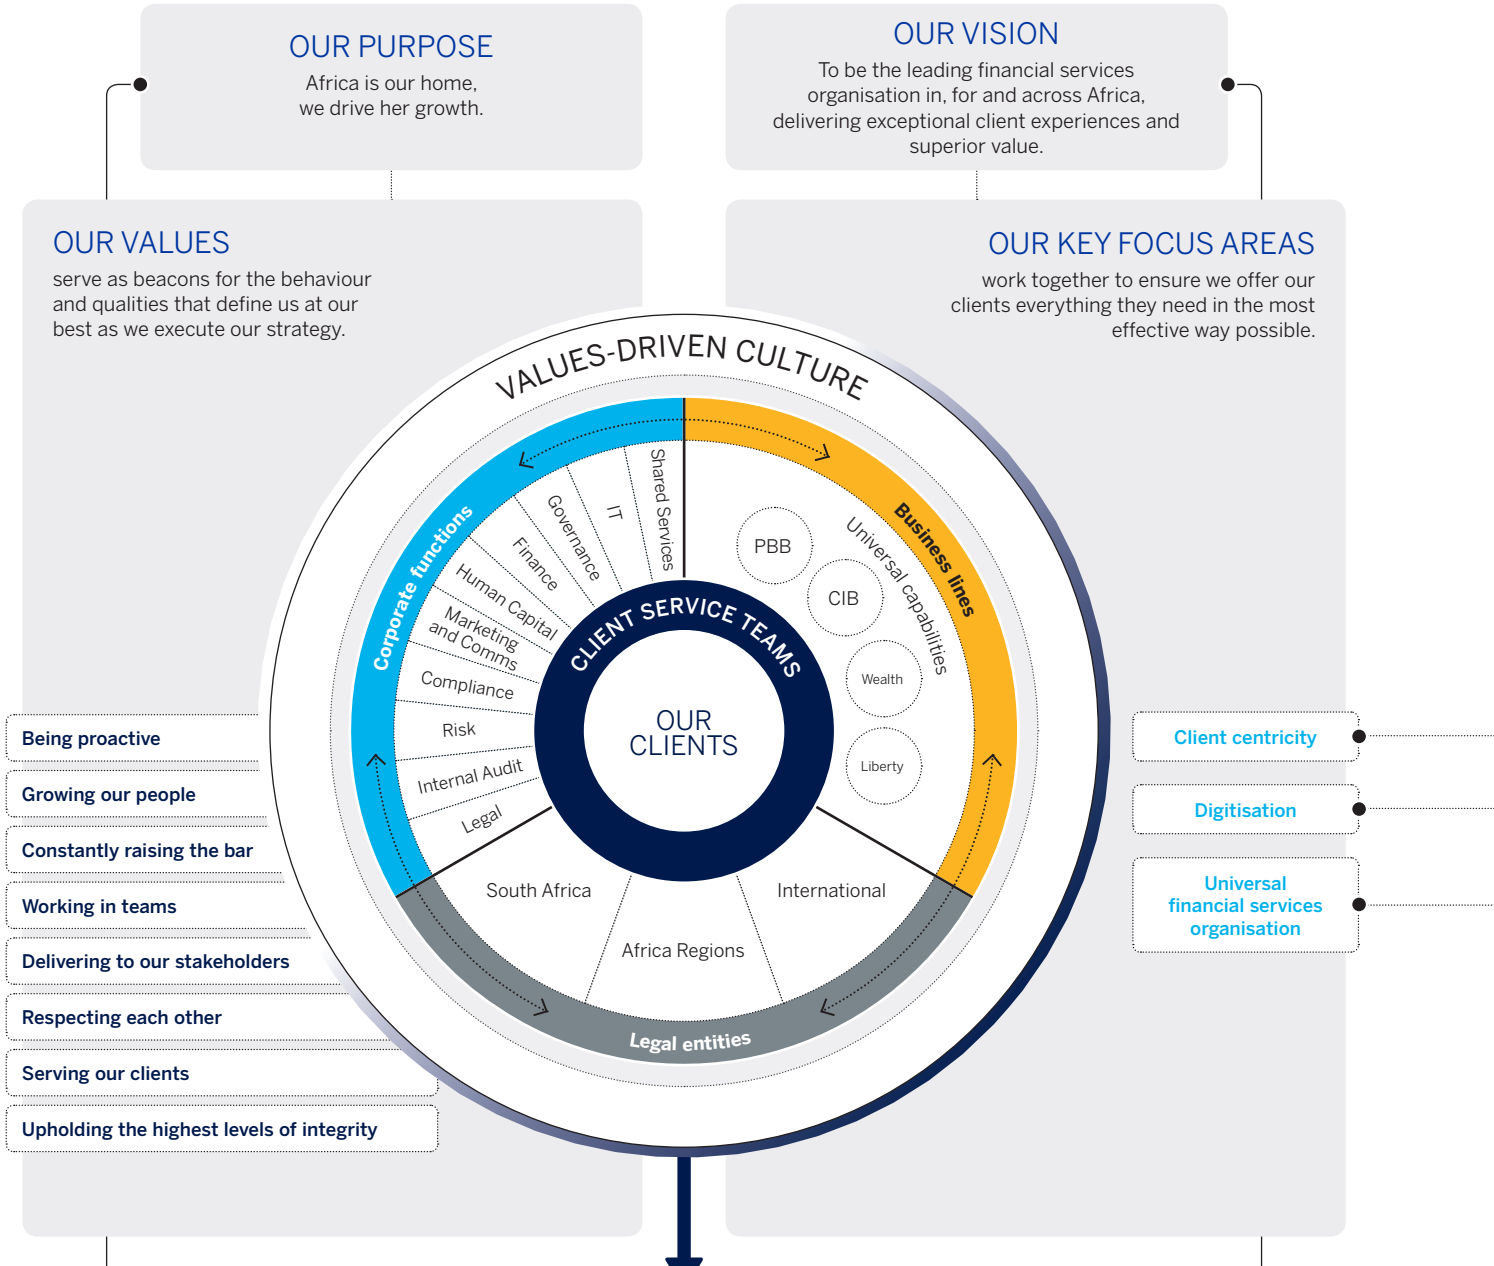 OUR PURPOSE
Africa is our home,
we drive her growth.
OUR VISION
To be the leading financial services
organisation in, for and across Africa,
delivering exceptional client experiences and
superior value.
OUR VALUES
serve as beacons for the behaviour
and qualities that define us at our
best as we execute our strategy.
OUR KEY FOCUS AREAS
work together to ensure we offer our
clients everything they need in the most
effective way possible.
VALUES-DRIVEN CULTURE
Corporate functions
Shared Services
IT
Governance
Finance
Human Capital
Marketing
and Comms
Compliance
Risk
Internal Audit
Legal
Business lines
Universal capabilities
PBB
CIB
Wealth
Liberty
CLIENT SERVICE TEAMS
OUR
CLIENTS
South Africa
Africa Regions
International
Legal entities
Being proactive
Growing our people
Constantly raising the bar
Working in teams
Delivering to our stakeholders
Respecting each other
Serving our clients
Upholding the highest levels of integrity
Client centricity
Digitisation
Universal
financial services
organisation